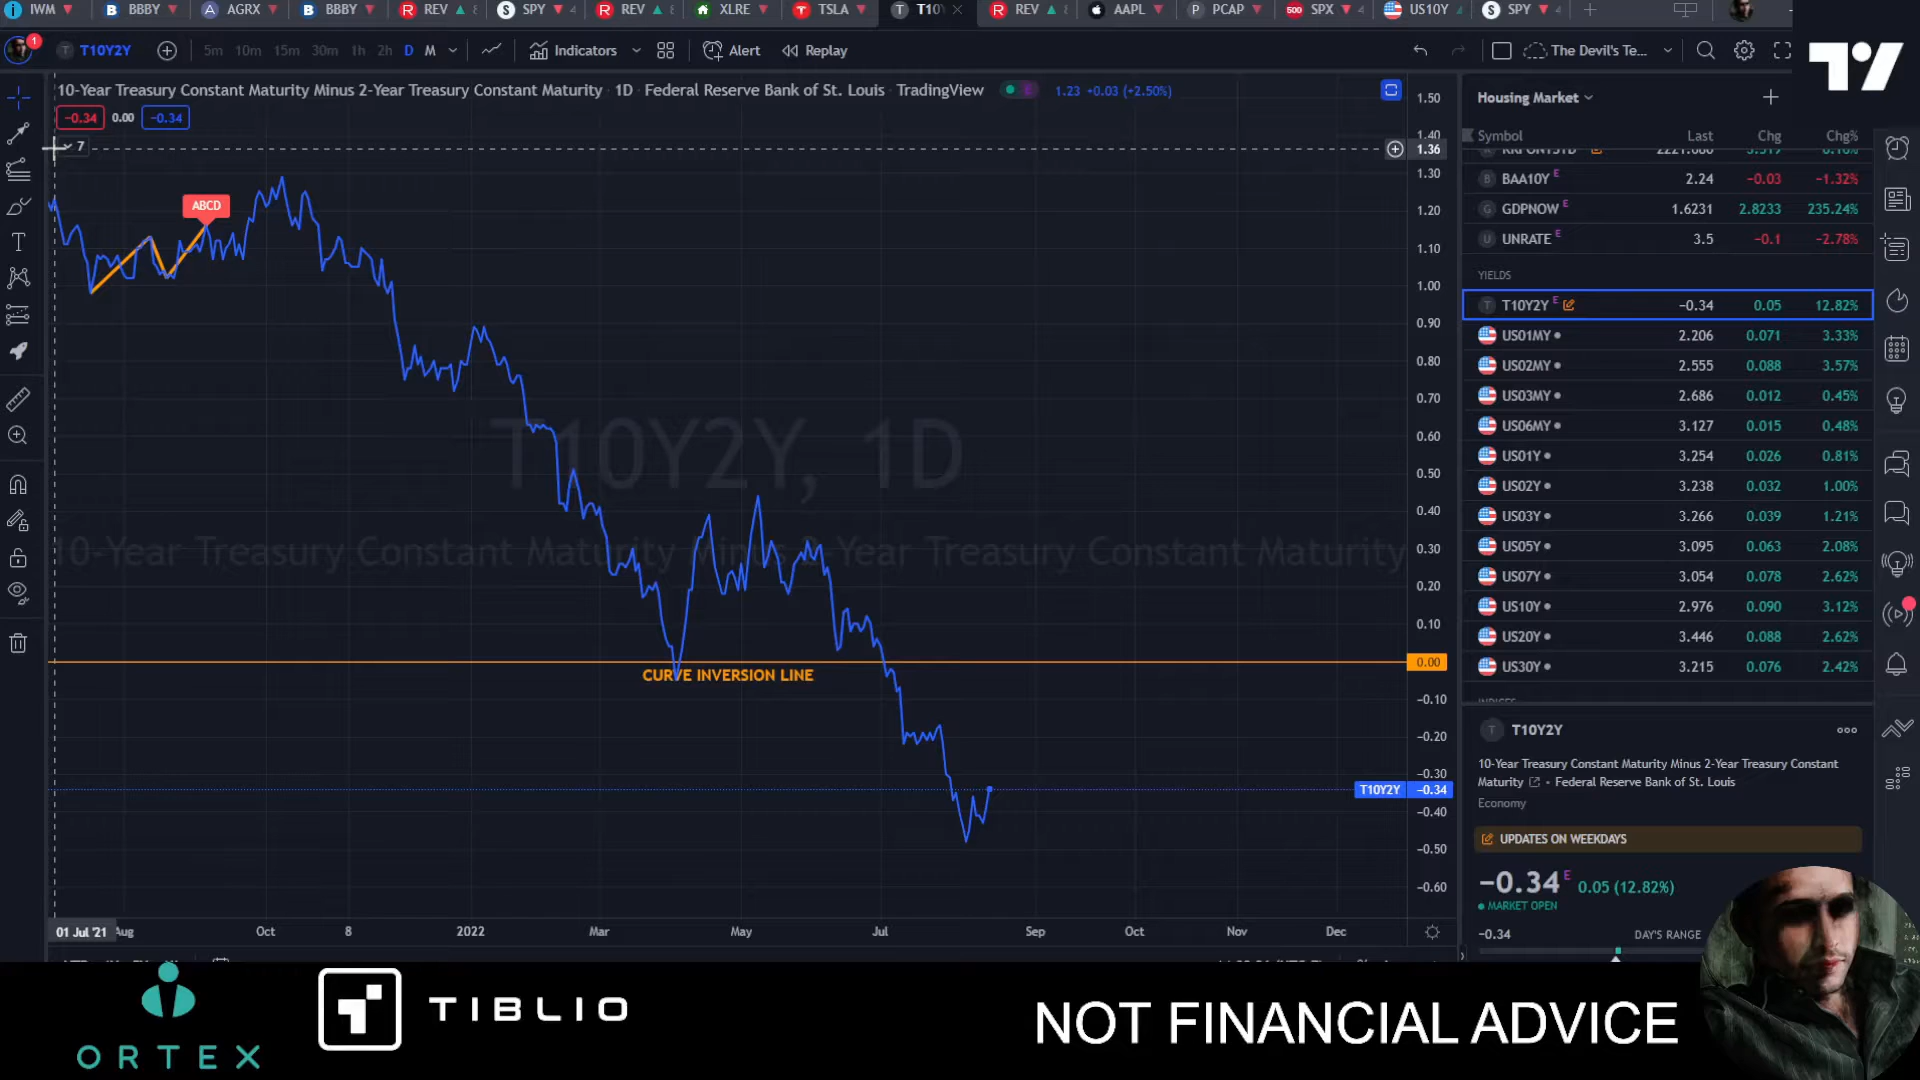 IWM BBBY AGRX BBBY REV SPY REV XLRE TSLA T10Y REV AAPL PCAP 500 SPX US10Y SPY
1 T10Y2Y 5m 10m 15m 30m 1h 2h D M Indicators Alert Replay The Devil's Te...
10-Year Treasury Constant Maturity Minus 2-Year Treasury Constant Maturity · 1D · Federal Reserve Bank of St. Louis · TradingView 1.23 +0.03 (+2.50%)
−0.34 0.00 −0.34
7
ABCD
T10Y2Y, 1D
10-Year Treasury Constant Maturity Minus 2-Year Treasury Constant Maturity
CURVE INVERSION LINE
1.50
1.40
1.36
1.30
1.20
1.10
1.00
0.90
0.80
0.70
0.60
0.50
0.40
0.30
0.20
0.10
0.00
−0.10
−0.20
−0.30
T10Y2Y −0.34
−0.40
−0.50
−0.60
01 Jul '21 Aug Oct 8 2022 Mar May Jul Sep Oct Nov Dec
Housing Market
Symbol Last Chg Chg%
BAA10Y E 2.24 −0.03 −1.32%
GDPNOW E 1.6231 2.8233 235.24%
UNRATE E 3.5 −0.1 −2.78%
YIELDS
T10Y2Y E −0.34 0.05 12.82%
US01MY 2.206 0.071 3.33%
US02MY 2.555 0.088 3.57%
US03MY 2.686 0.012 0.45%
US06MY 3.127 0.015 0.48%
US01Y 3.254 0.026 0.81%
US02Y 3.238 0.032 1.00%
US03Y 3.266 0.039 1.21%
US05Y 3.095 0.063 2.08%
US07Y 3.054 0.078 2.62%
US10Y 2.976 0.090 3.12%
US20Y 3.446 0.088 2.62%
US30Y 3.215 0.076 2.42%
T T10Y2Y
10-Year Treasury Constant Maturity Minus 2-Year Treasury Constant
Maturity · Federal Reserve Bank of St. Louis
Economy
UPDATES ON WEEKDAYS
−0.34 E 0.05 (12.82%)
MARKET OPEN
−0.34 DAY'S RANGE
ORTEX
TIBLIO
NOT FINANCIAL ADVICE